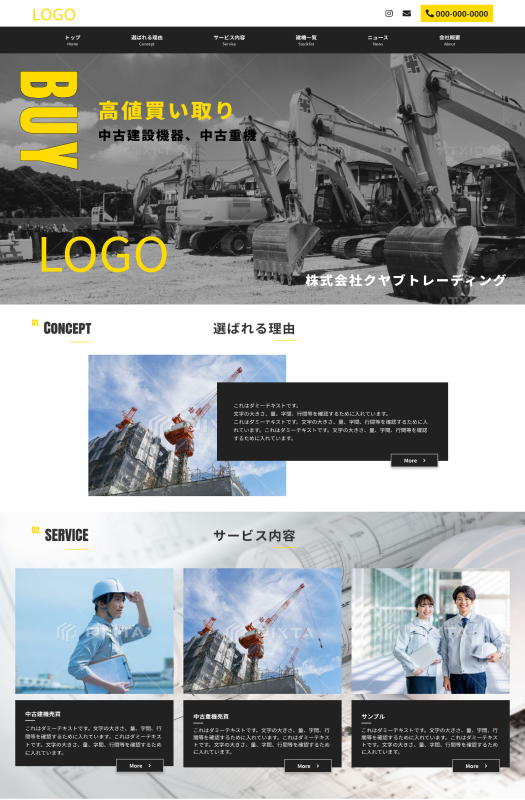 LOGO
000-000-0000
トップ 選ばれる理由 サービス内容 建機一覧 ニュース 会社概要
Home Concept Service Stocklist News About
BUY
高値買い取り
中古建設機器、中古重機
LOGO
株式会社クヤブトレーディング
01. CONCEPT 選ばれる理由
これはダミーテキストです。
文字の大きさ、量、字間、行間等を確認するために入れています。
これはダミーテキストです。文字の大きさ、量、字間、行間等を確認するために入
れています。これはダミーテキストです。文字の大きさ、量、字間、行間等を確認
するために入れています。
More
02. SERVICE サービス内容
PIXTA
PIXTA
PIXTA
中古建機売買
これはダミーテキストです。文字の大きさ、量、字間、行
間等を確認するために入れています。これはダミーテキス
トです。文字の大きさ、量、字間、行間等を確認するため
に入れています。
More
中古重機売買
これはダミーテキストです。文字の大きさ、量、字間、行
間等を確認するために入れています。これはダミーテキス
トです。文字の大きさ、量、字間、行間等を確認するため
に入れています。
More
サンプル
これはダミーテキストです。文字の大きさ、量、字間、行
間等を確認するために入れています。これはダミーテキス
トです。文字の大きさ、量、字間、行間等を確認するため
に入れています。
More